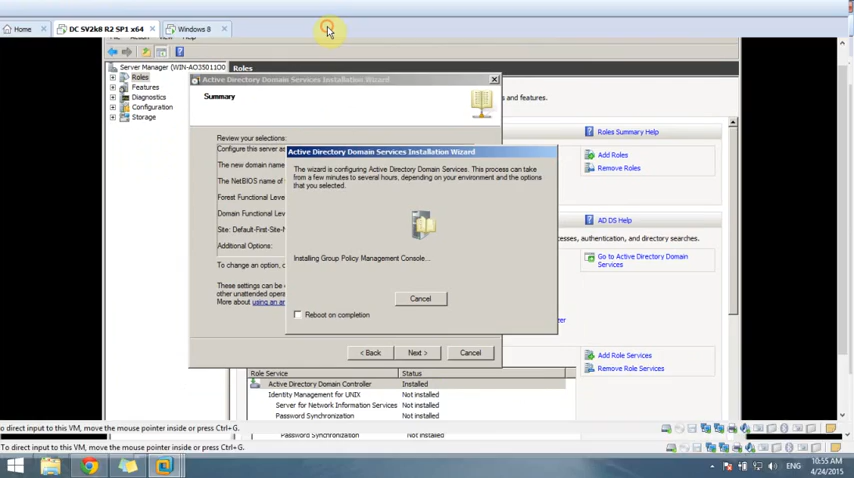 Home
DC SV2k8 R2 SP1 x64
Windows 8
Action View Help
Server Manager (WIN-AO35011O0
Roles
Roles
Features
Diagnostics
Configuration
Storage
Active Directory Domain Services Installation Wizard
Summary
s and features.
Review your selections:
Configure this server as
The new domain name
The NetBIOS name of
Forest Functional Leve
Domain Functional Lev
Site: Default-First-Site-N
Additional Options:
To change an option, c
These settings can be
other unattended opera
More about using an an
Active Directory Domain Services Installation Wizard
The wizard is configuring Active Directory Domain Services. This process can take
from a few minutes to several hours, depending on your environment and the options
that you selected.
Installing Group Policy Management Console...
Cancel
Reboot on completion
< Back
Next >
Cancel
Roles Summary Help
Add Roles
Remove Roles
AD DS Help
esses, authentication, and directory searches.
Go to Active Directory Domain
Services
zer
Add Role Services
Remove Role Services
Role Service
Status
Active Directory Domain Controller
Installed
Identity Management for UNIX
Not installed
Server for Network Information Services
Not installed
Password Synchronization
Not installed
To direct input to this VM, move the mouse pointer inside or press Ctrl+G.
Password Synchronization
Not installed
To direct input to this VM, move the mouse pointer inside or press Ctrl+G.
ENG
10:55 AM
4/24/2015